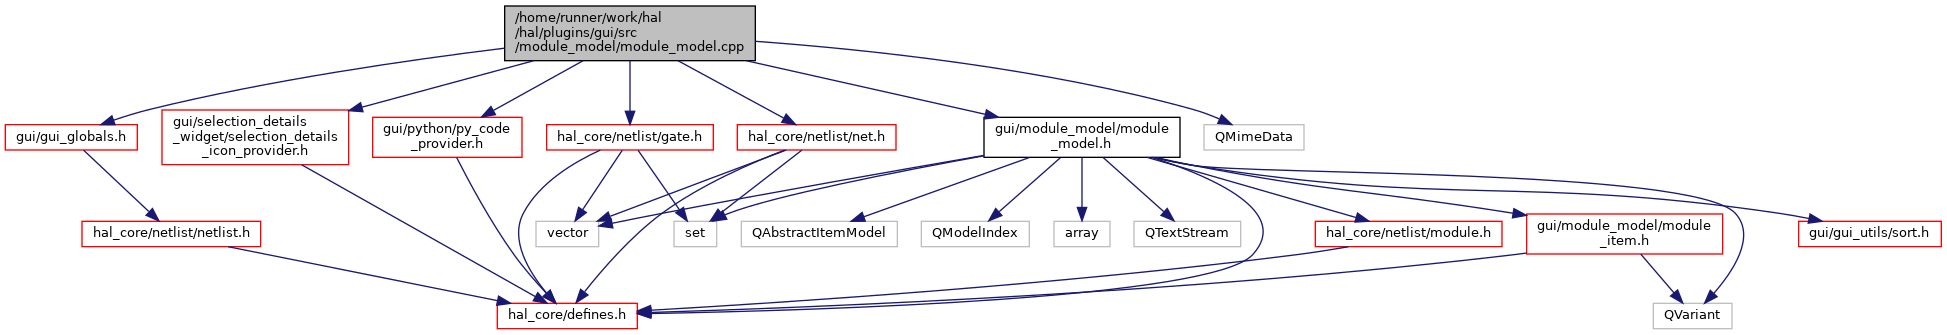 /home/runner/work/hal
/hal/plugins/gui/src
/module_model/module_model.cpp
gui/gui_globals.h
gui/selection_details
_widget/selection_details
_icon_provider.h
gui/python/py_code
_provider.h
hal_core/netlist/gate.h
hal_core/netlist/net.h
gui/module_model/module
_model.h
QMimeData
hal_core/netlist/netlist.h
vector
set
QAbstractItemModel
QModelIndex
array
QTextStream
hal_core/netlist/module.h
gui/module_model/module
_item.h
gui/gui_utils/sort.h
hal_core/defines.h
QVariant